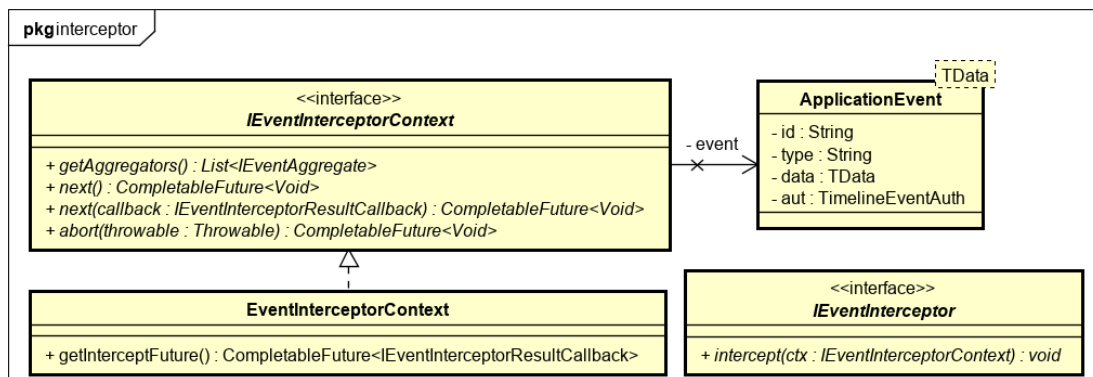 pkg interceptor
<<interface>>
IEventInterceptorContext
+ getAggregators() : List<IEventAggregate>
+ next() : CompletableFuture<Void>
+ next(callback : IEventInterceptorResultCallback) : CompletableFuture<Void>
+ abort(throwable : Throwable) : CompletableFuture<Void>
- event
TData
ApplicationEvent
- id : String
- type : String
- data : TData
- aut : TimelineEventAuth
EventInterceptorContext
+ getInterceptFuture() : CompletableFuture<IEventInterceptorResultCallback>
<<interface>>
IEventInterceptor
+ intercept(ctx : IEventInterceptorContext) : void